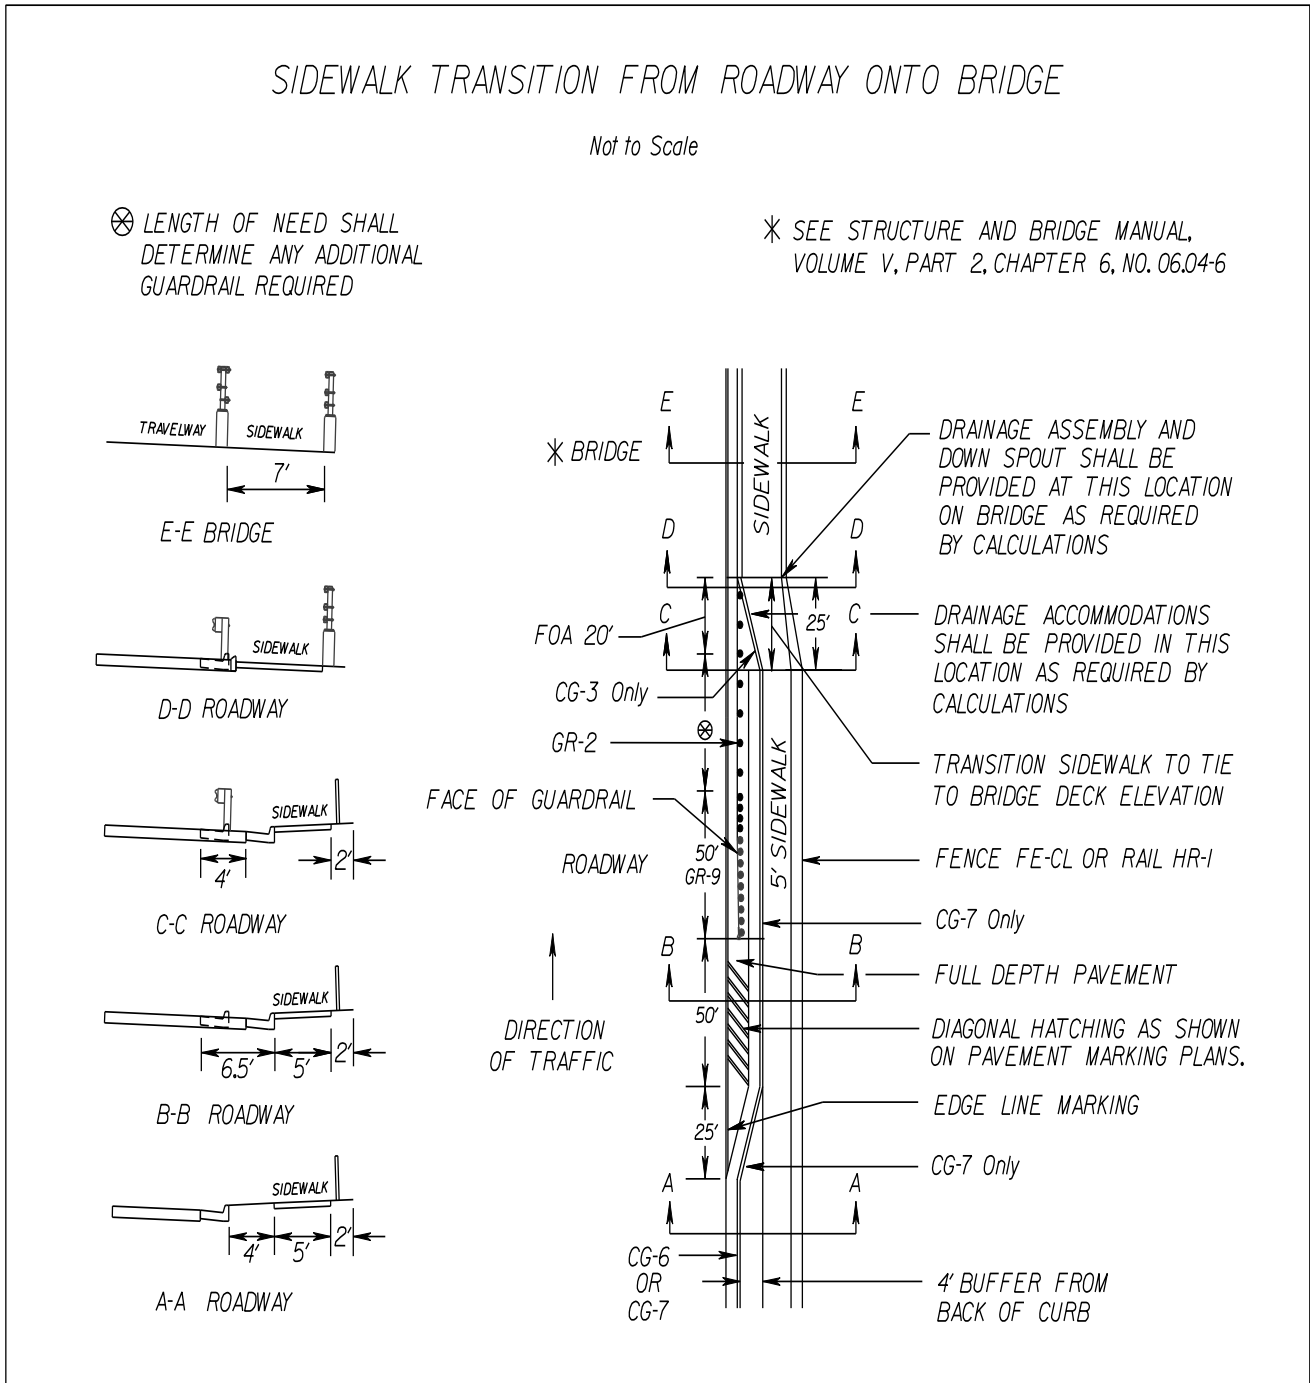 SIDEWALK TRANSITION FROM ROADWAY ONTO BRIDGE
Not to Scale
LENGTH OF NEED SHALL
DETERMINE ANY ADDITIONAL
GUARDRAIL REQUIRED
SEE STRUCTURE AND BRIDGE MANUAL,
VOLUME V, PART 2, CHAPTER 6, NO. 06.04-6
TRAVELWAY
SIDEWALK
7'
E-E BRIDGE
SIDEWALK
D-D ROADWAY
SIDEWALK
4'
2'
C-C ROADWAY
SIDEWALK
6.5'
5'
2'
B-B ROADWAY
SIDEWALK
4'
5'
2'
A-A ROADWAY
E
E
BRIDGE
SIDEWALK
D
D
C
C
FOA 20'
25'
CG-3 Only
GR-2
FACE OF GUARDRAIL
ROADWAY
50'
GR-9
5' SIDEWALK
B
B
DIRECTION
OF TRAFFIC
50'
25'
A
A
CG-6
OR
CG-7
DRAINAGE ASSEMBLY AND
DOWN SPOUT SHALL BE
PROVIDED AT THIS LOCATION
ON BRIDGE AS REQUIRED
BY CALCULATIONS
DRAINAGE ACCOMMODATIONS
SHALL BE PROVIDED IN THIS
LOCATION AS REQUIRED BY
CALCULATIONS
TRANSITION SIDEWALK TO TIE
TO BRIDGE DECK ELEVATION
FENCE FE-CL OR RAIL HR-1
CG-7 Only
FULL DEPTH PAVEMENT
DIAGONAL HATCHING AS SHOWN
ON PAVEMENT MARKING PLANS.
EDGE LINE MARKING
CG-7 Only
4' BUFFER FROM
BACK OF CURB